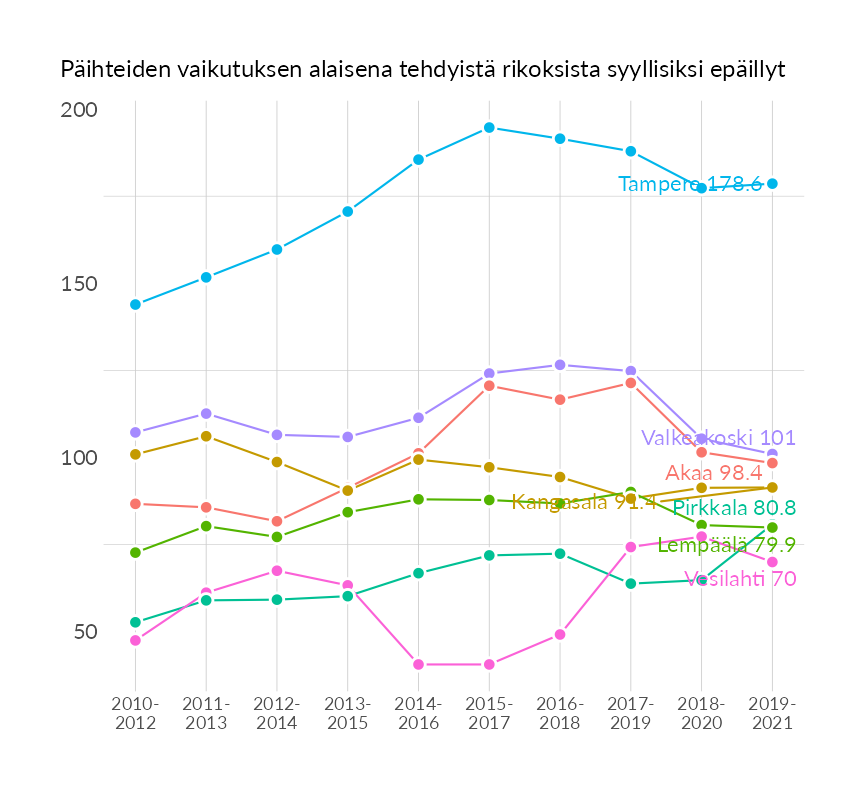 Päihteiden vaikutuksen alaisena tehdyistä rikoksista syyllisiksi epäillyt
200
Tampere 178.6
150
Valkeakoski 101
100
Akaa 98.4
Kangasala 91.4
Pirkkala 80.8
Lempäälä 79.9
Vesilahti 70
50
2010- 2011- 2012- 2013- 2014- 2015- 2016- 2017- 2018- 2019-
2012 2013 2014 2015 2016 2017 2018 2019 2020 2021